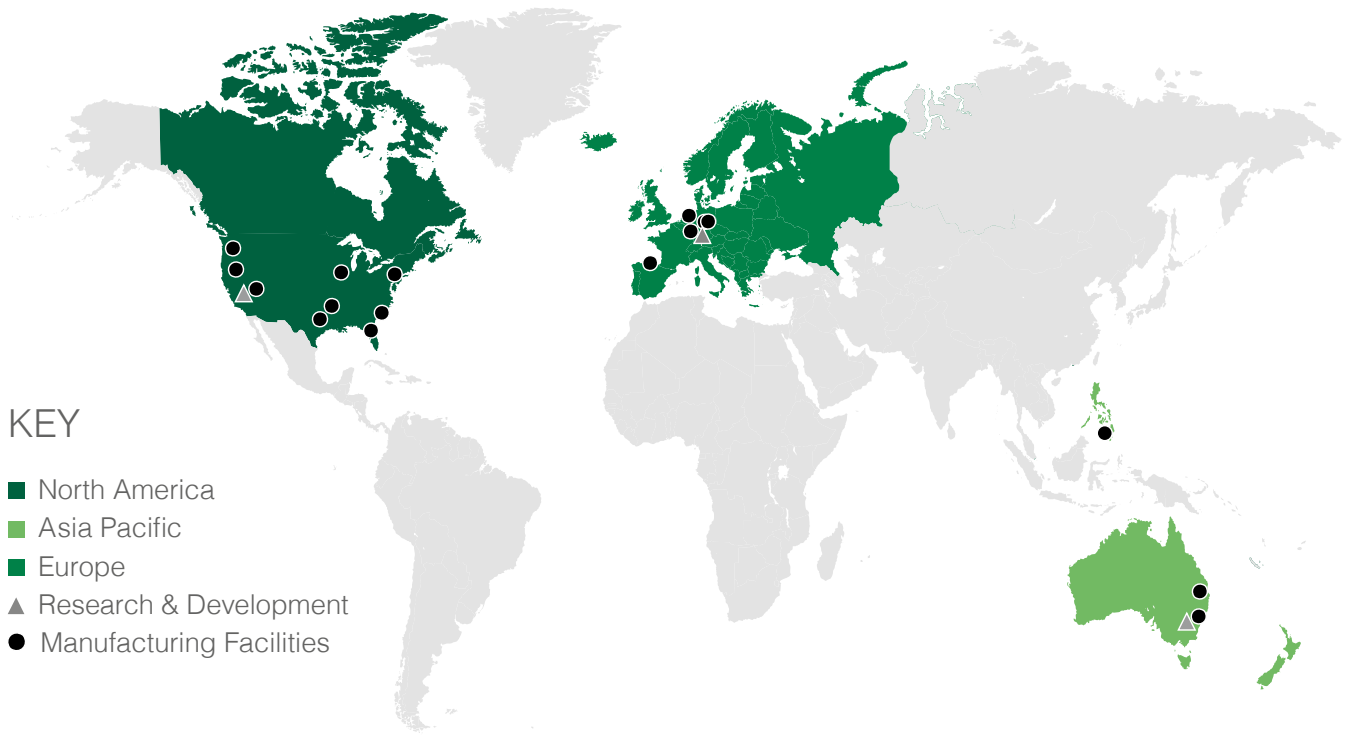 KEY
North America
Asia Pacific
Europe
Research & Development
Manufacturing Facilities